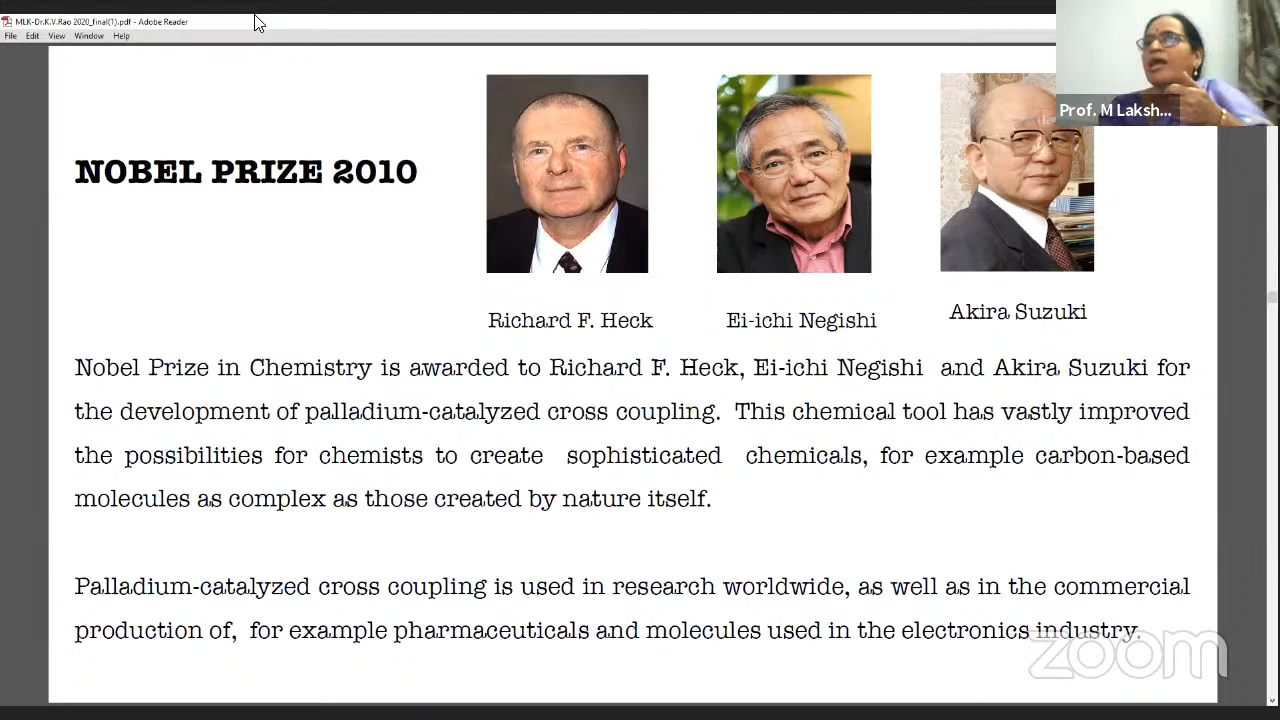 MLK-Dr.K.V.Rao 2020_final(1).pdf - Adobe Reader
File Edit View Window Help
Prof. M Laksh...
NOBEL PRIZE 2010
Richard F. Heck
Ei-ichi Negishi
Akira Suzuki
Nobel Prize in Chemistry is awarded to Richard F. Heck, Ei-ichi Negishi and Akira Suzuki for
the development of palladium-catalyzed cross coupling. This chemical tool has vastly improved
the possibilities for chemists to create sophisticated chemicals, for example carbon-based
molecules as complex as those created by nature itself.
Palladium-catalyzed cross coupling is used in research worldwide, as well as in the commercial
production of, for example pharmaceuticals and molecules used in the electronics industry.
zoom